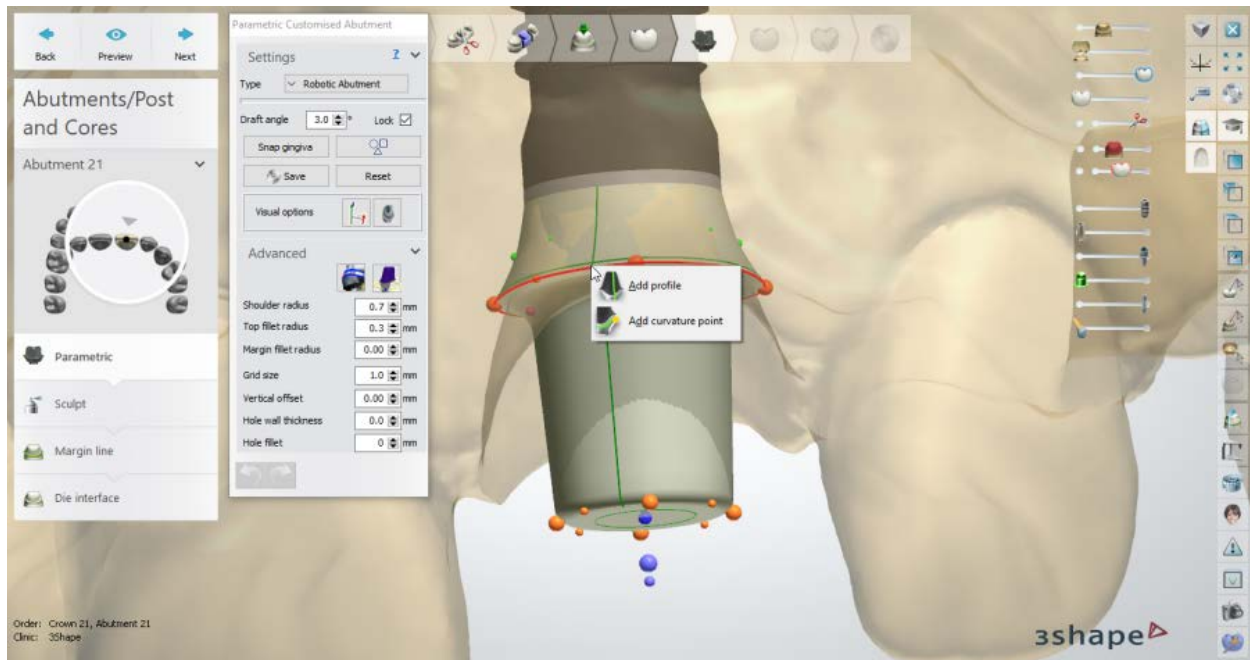 Back
Preview
Next
Abutments/Post
and Cores
Abutment 21
Parametric
Sculpt
Margin line
Die interface
Parametric Customised Abutment
Settings
?
Type
Robotic Abutment
Draft angle
3.0
°
Lock
Snap gingiva
Save
Reset
Visual options
Advanced
Shoulder radius 0.7 mm
Top fillet radius 0.3 mm
Margin fillet radius 0.00 mm
Grid size 1.0 mm
Vertical offset 0.00 mm
Hole wall thickness 0.0 mm
Hole fillet 0 mm
Add profile
Add curvature point
Order: Crown 21, Abutment 21
Clinic: 3Shape
3shape